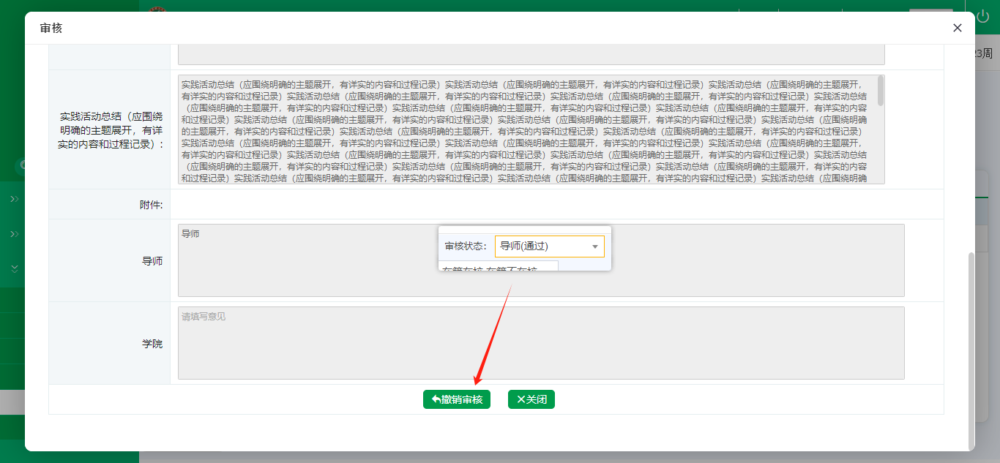 审核
23周
实践活动总结（应围绕明确的主题展开，有详实的内容和过程记录）：
实践活动总结（应围绕明确的主题展开，有详实的内容和过程记录）实践活动总结（应围绕明确的主题展开，有详实的内容和过程记录）实践活动总结（应围绕明确的主题展开，
有详实的内容和过程记录）实践活动总结（应围绕明确的主题展开，有详实的内容和过程记录）实践活动总结（应围绕明确的主题展开，有详实的内容和过程记录）实践活动总结
（应围绕明确的主题展开，有详实的内容和过程记录）实践活动总结（应围绕明确的主题展开，有详实的内容和过程记录）实践活动总结（应围绕明确的主题展开，有详实的内容
和过程记录）实践活动总结（应围绕明确的主题展开，有详实的内容和过程记录）实践活动总结（应围绕明确的主题展开，有详实的内容和过程记录）实践活动总结（应围绕明确
的主题展开，有详实的内容和过程记录）实践活动总结（应围绕明确的主题展开，有详实的内容和过程记录）实践活动总结（应围绕明确的主题展开，有详实的内容和过程记录）
实践活动总结（应围绕明确的主题展开，有详实的内容和过程记录）实践活动总结（应围绕明确的主题展开，有详实的内容和过程记录）实践活动总结（应围绕明确的主题展开，
有详实的内容和过程记录）实践活动总结（应围绕明确的主题展开，有详实的内容和过程记录）实践活动总结（应围绕明确的主题展开，有详实的内容和过程记录）实践活动总结
（应围绕明确的主题展开，有详实的内容和过程记录）实践活动总结（应围绕明确的主题展开，有详实的内容和过程记录）实践活动总结（应围绕明确的主题展开，有详实的内容
和过程记录）实践活动总结（应围绕明确的主题展开，有详实的内容和过程记录）实践活动总结（应围绕明确的主题展开，有详实的内容和过程记录）实践活动总结（应围绕明确
附件:
导师
导师
审核状态： 导师(通过)
学院
请填写意见
撤销审核 关闭